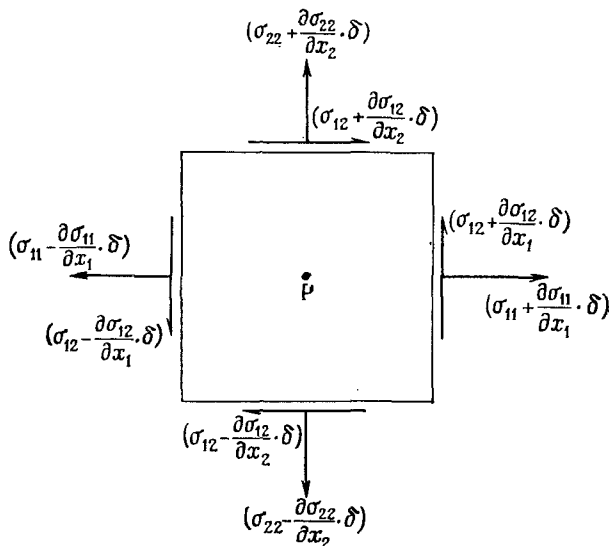 (σ₂₂ + ∂σ₂₂/∂x₂ · δ)
(σ₁₂ + ∂σ₁₂/∂x₂ · δ)
(σ₁₁ − ∂σ₁₁/∂x₁ · δ)
(σ₁₂ + ∂σ₁₂/∂x₁ · δ)
P
(σ₁₁ + ∂σ₁₁/∂x₁ · δ)
(σ₁₂ − ∂σ₁₂/∂x₁ · δ)
(σ₁₂ − ∂σ₁₂/∂x₂ · δ)
(σ₂₂ − ∂σ₂₂/∂x₂ · δ)